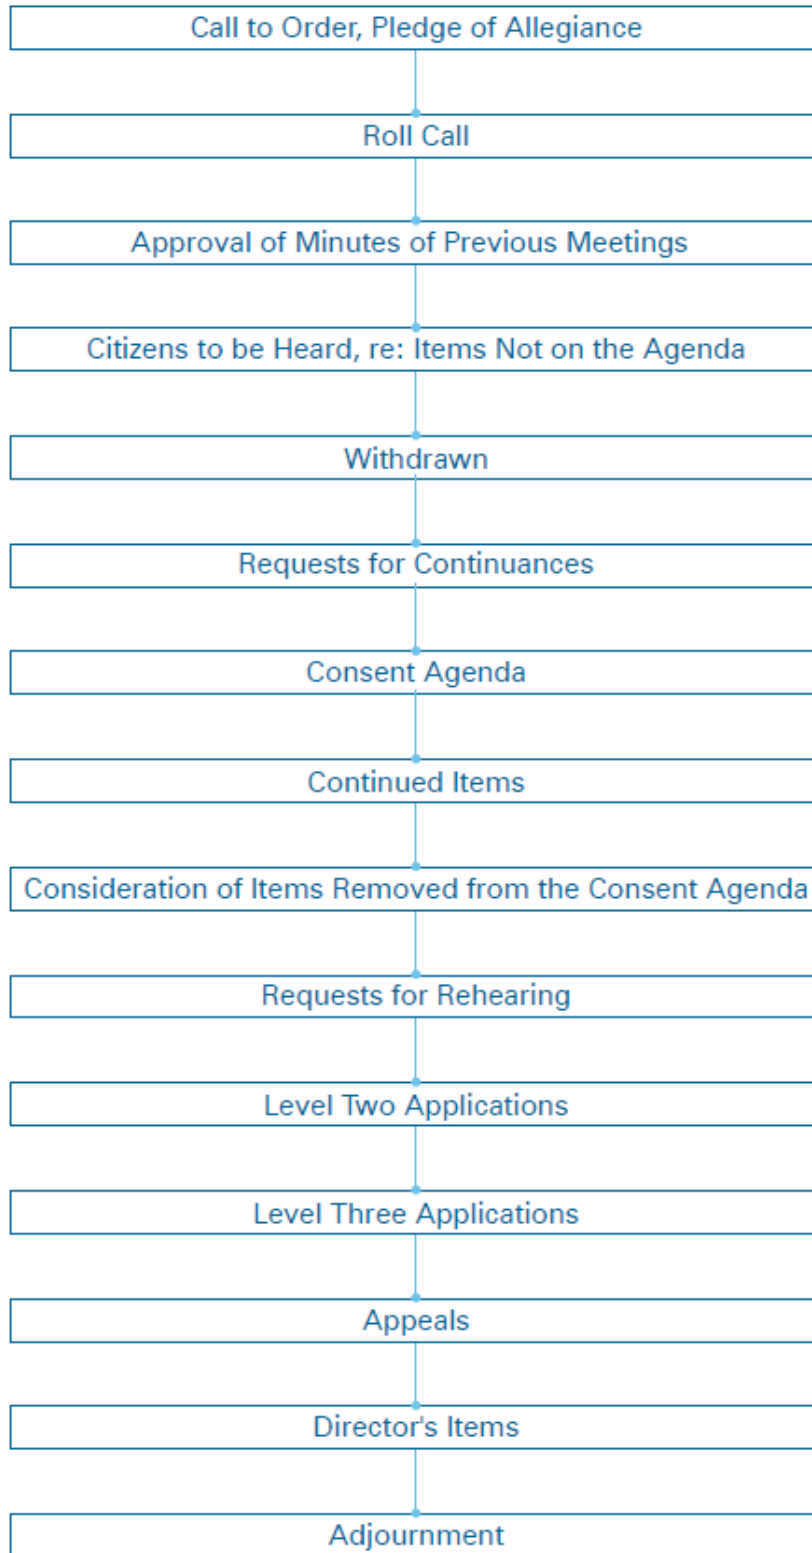 Call to Order, Pledge of Allegiance
Roll Call
Approval of Minutes of Previous Meetings
Citizens to be Heard, re: Items Not on the Agenda
Withdrawn
Requests for Continuances
Consent Agenda
Continued Items
Consideration of Items Removed from the Consent Agenda
Requests for Rehearing
Level Two Applications
Level Three Applications
Appeals
Director's Items
Adjournment